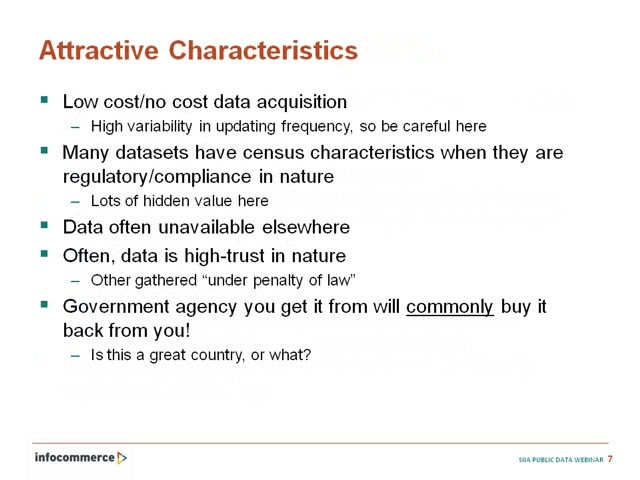 Attractive Characteristics
Low cost/no cost data acquisition
– High variability in updating frequency, so be careful here
Many datasets have census characteristics when they are
regulatory/compliance in nature
– Lots of hidden value here
Data often unavailable elsewhere
Often, data is high-trust in nature
– Other gathered “under penalty of law”
Government agency you get it from will commonly buy it
back from you!
– Is this a great country, or what?
infocommerce
SIIA PUBLIC DATA WEBINAR 7